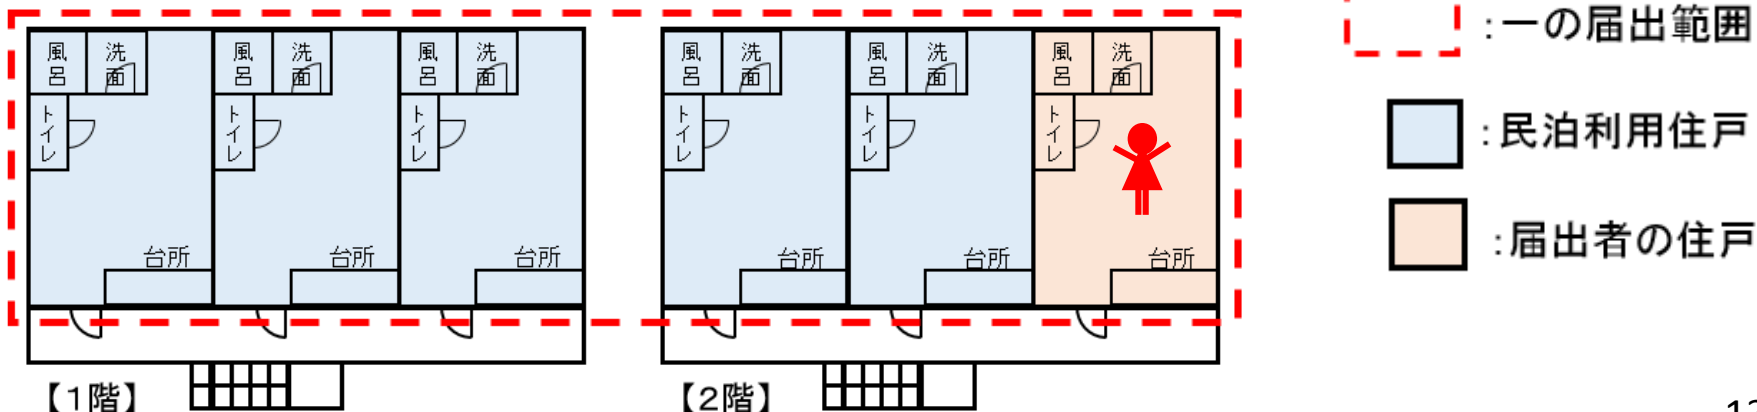 風呂
洗面
トイレ
台所
風呂
洗面
トイレ
台所
風呂
洗面
トイレ
台所
【1階】
風呂
洗面
トイレ
台所
風呂
洗面
トイレ
台所
風呂
洗面
トイレ
台所
【2階】
:一の届出範囲
:民泊利用住戸
:届出者の住戸